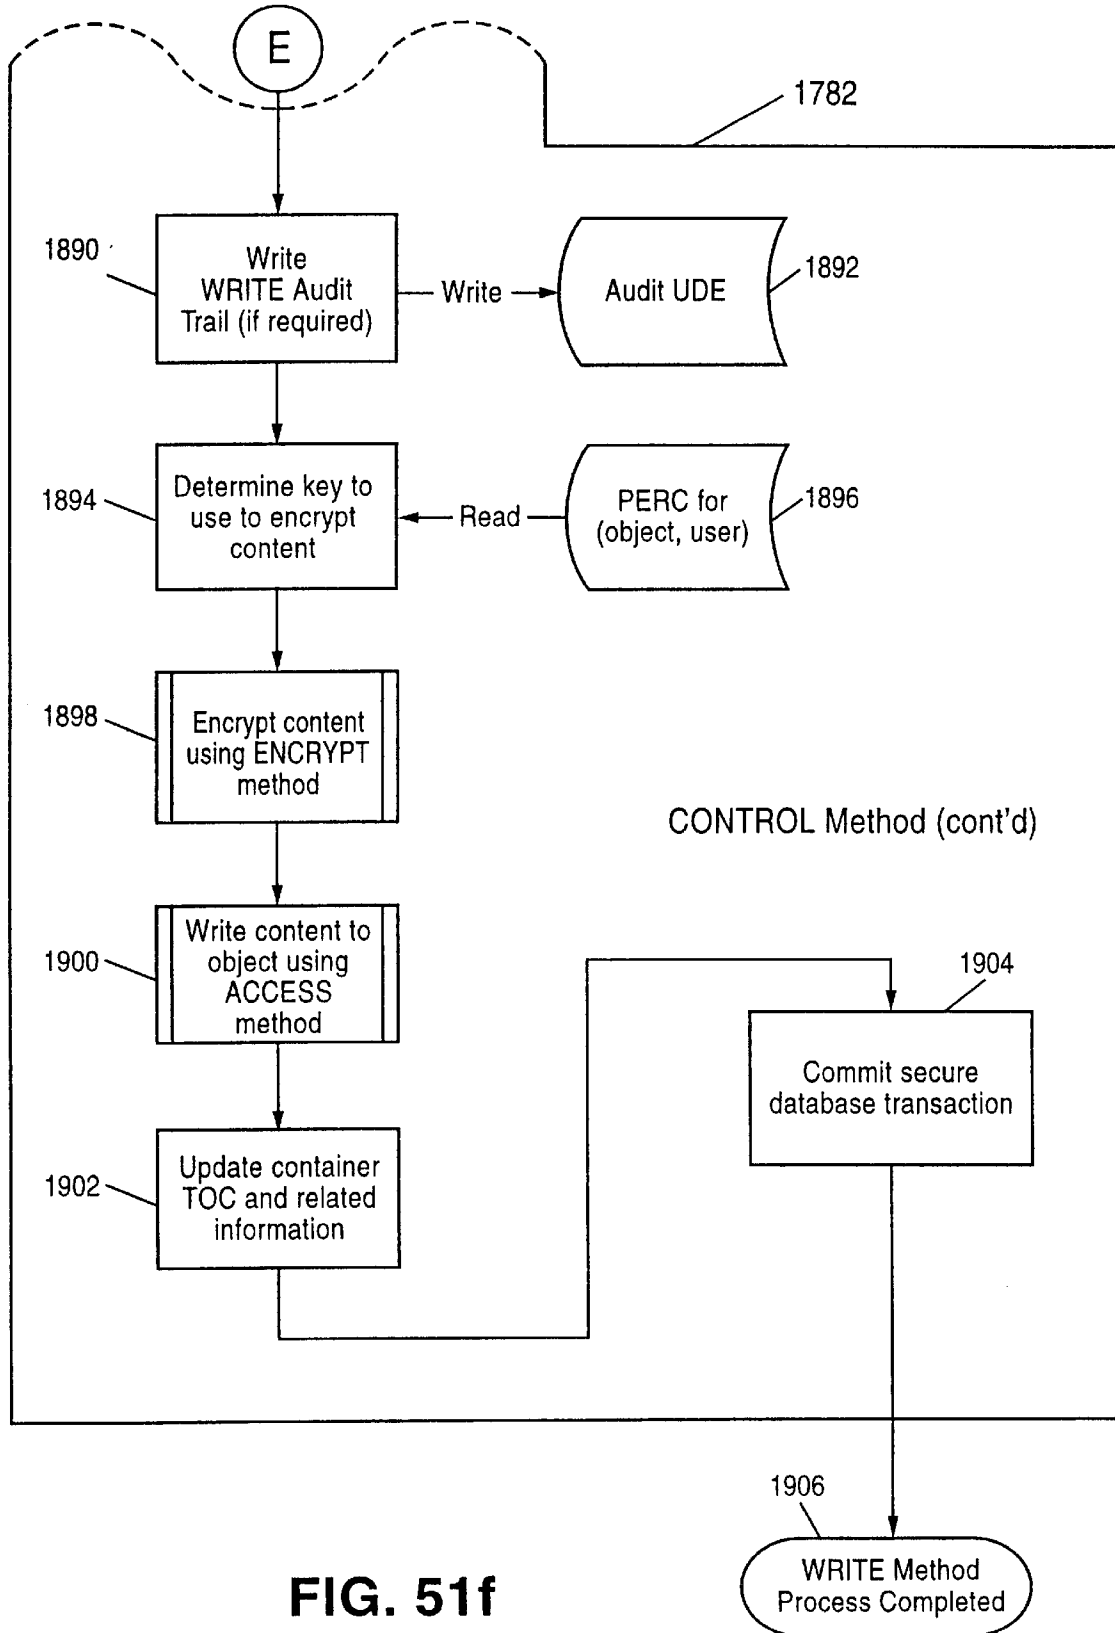 E
1782
1890
Write
WRITE Audit
Trail (if required)
Write
Audit UDE
1892
1894
Determine key to
use to encrypt
content
Read
PERC for
(object, user)
1896
1898
Encrypt content
using ENCRYPT
method
CONTROL Method (cont'd)
1900
Write content to
object using
ACCESS
method
1904
Commit secure
database transaction
1902
Update container
TOC and related
information
1906
WRITE Method
Process Completed
FIG. 51f